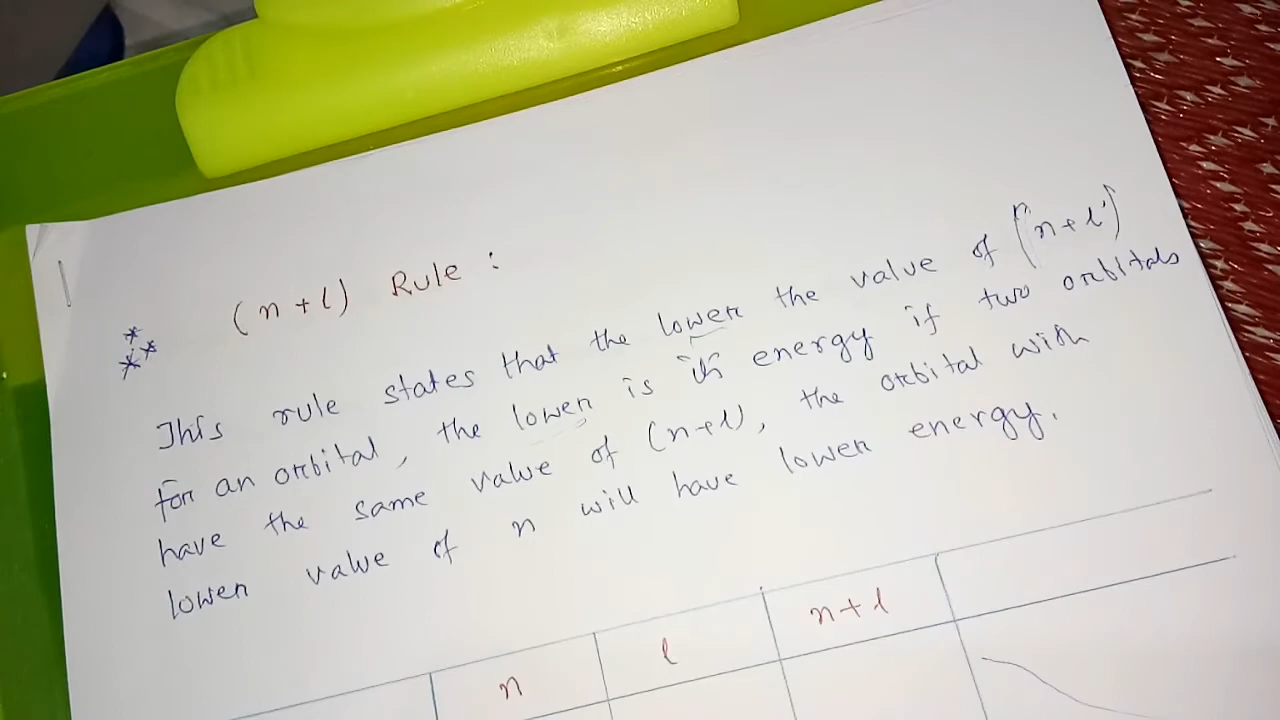 (n+l) Rule :
This rule states that the lower the value of (n+l)
for an orbital, the lower is it's energy if two orbitals
have the same value of (n+l), the orbital with
lower value of n will have lower energy.
n l n+l